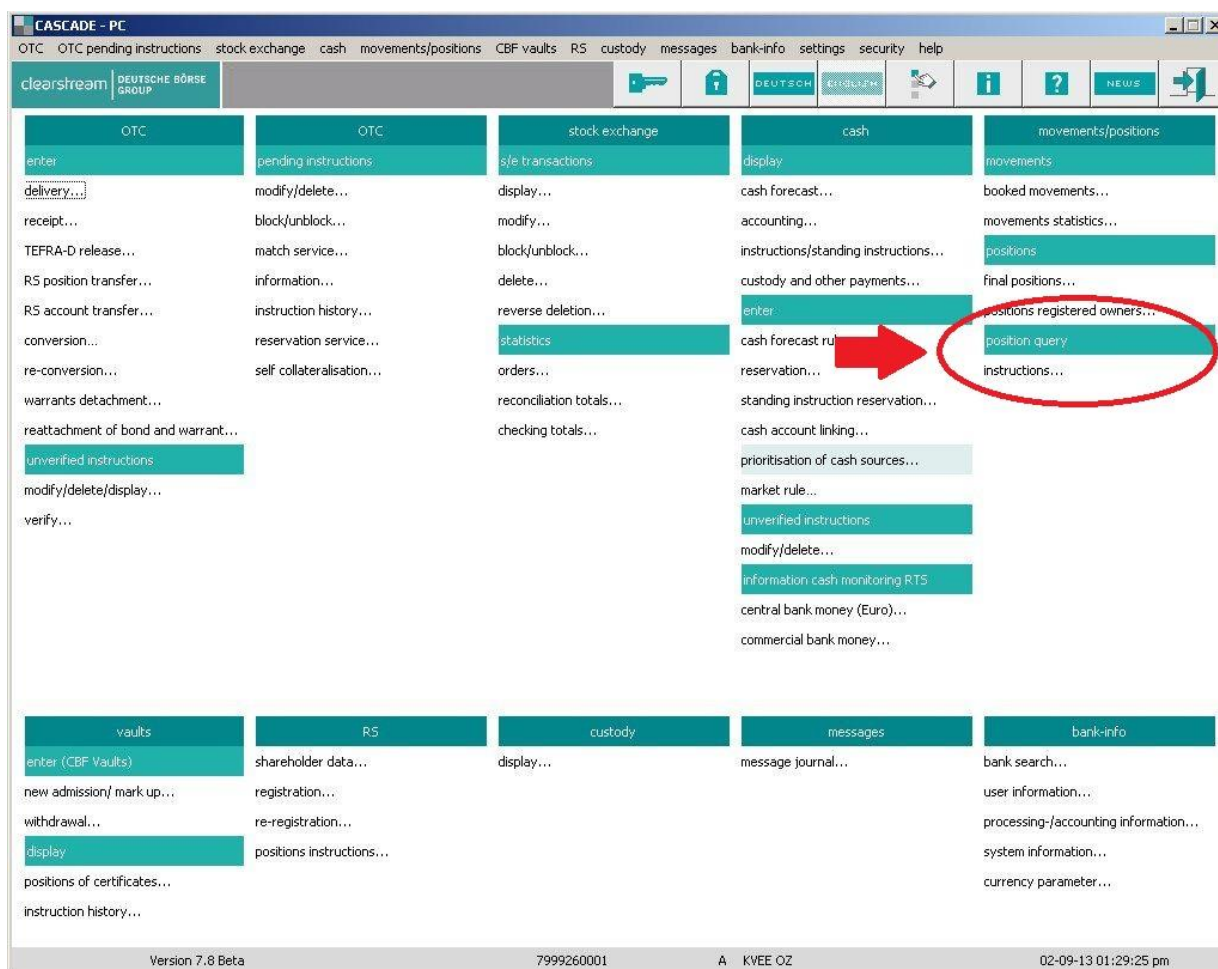 CASCADE - PC
OTC OTC pending instructions stock exchange cash movements/positions CBF vaults RS custody messages bank-info settings security help
clearstream DEUTSCHE BÖRSE GROUP
DEUTSCH ENGLISH i ? NEWS
OTC
enter
delivery...
receipt...
TEFRA-D release...
RS position transfer...
RS account transfer...
conversion...
re-conversion...
warrants detachment...
reattachment of bond and warrant...
unverified instructions
modify/delete/display...
verify...
OTC
pending instructions
modify/delete...
block/unblock...
match service...
information...
instruction history...
reservation service...
self collateralisation...
stock exchange
s/e transactions
display...
modify...
block/unblock...
delete...
reverse deletion...
statistics
orders...
reconciliation totals...
checking totals...
cash
display
cash forecast...
accounting...
instructions/standing instructions...
custody and other payments...
enter
cash forecast
reservation...
standing instruction reservation...
cash account linking...
prioritisation of cash sources...
market rule...
unverified instructions
modify/delete...
information cash monitoring RTS
central bank money (Euro)...
commercial bank money...
movements/positions
movements
booked movements...
movements statistics...
positions
final positions...
positions registered owners...
position query
instructions...
vaults
enter (CBF Vaults)
new admission/ mark up...
withdrawal...
display
positions of certificates...
instruction history...
RS
shareholder data...
registration...
re-registration...
positions instructions...
custody
display...
messages
message journal...
bank-info
bank search...
user information...
processing-/accounting information...
system information...
currency parameter...
Version 7.8 Beta 7999260001 A KVEE OZ 02-09-13 01:29:25 pm